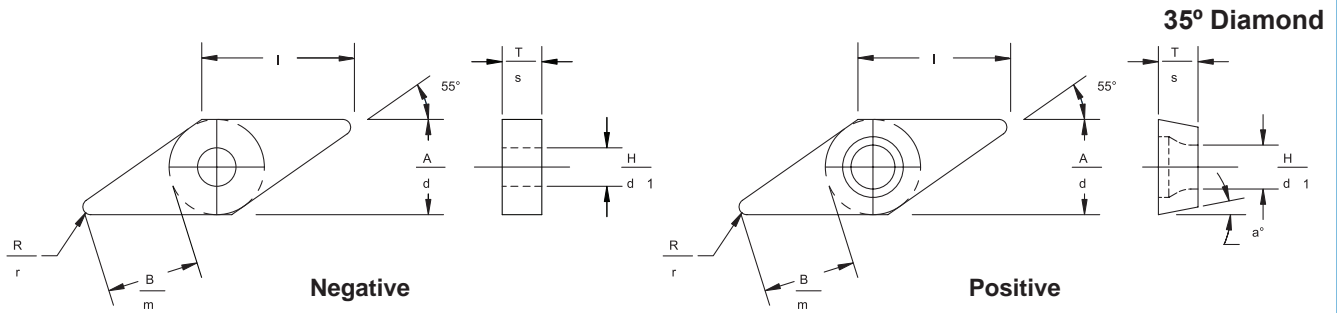 35º Diamond
I
T
s
55°
A
d
H
d 1
R
r
B
m
Negative
I
T
s
55°
A
d
H
d 1
a°
R
r
B
m
Positive